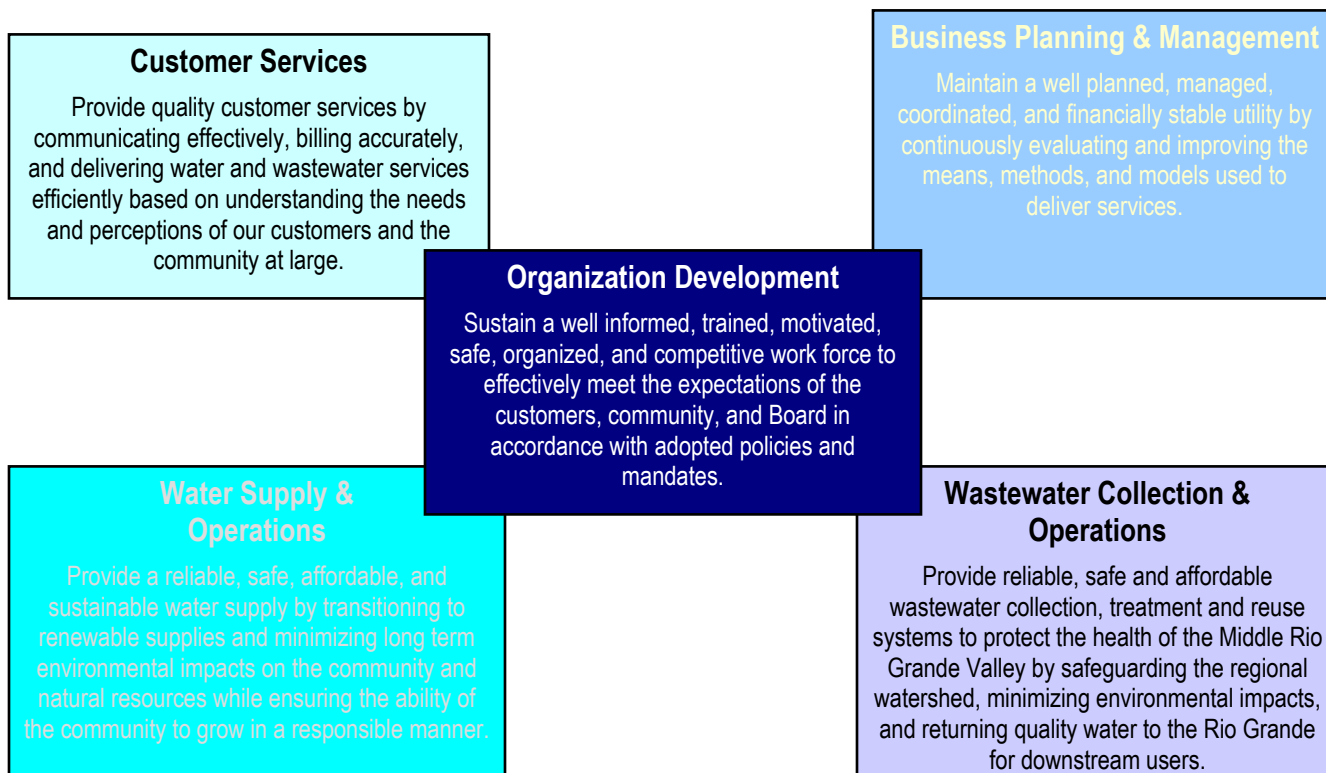 Customer Services
Provide quality customer services by
communicating effectively, billing accurately,
and delivering water and wastewater services
efficiently based on understanding the needs
and perceptions of our customers and the
community at large.
Business Planning & Management
Maintain a well planned, managed,
coordinated, and financially stable utility by
continuously evaluating and improving the
means, methods, and models used to
deliver services.
Organization Development
Sustain a well informed, trained, motivated,
safe, organized, and competitive work force to
effectively meet the expectations of the
customers, community, and Board in
accordance with adopted policies and
mandates.
Water Supply &
Operations
Provide a reliable, safe, affordable, and
sustainable water supply by transitioning to
renewable supplies and minimizing long term
environmental impacts on the community and
natural resources while ensuring the ability of
the community to grow in a responsible manner.
Wastewater Collection &
Operations
Provide reliable, safe and affordable
wastewater collection, treatment and reuse
systems to protect the health of the Middle Rio
Grande Valley by safeguarding the regional
watershed, minimizing environmental impacts,
and returning quality water to the Rio Grande
for downstream users.